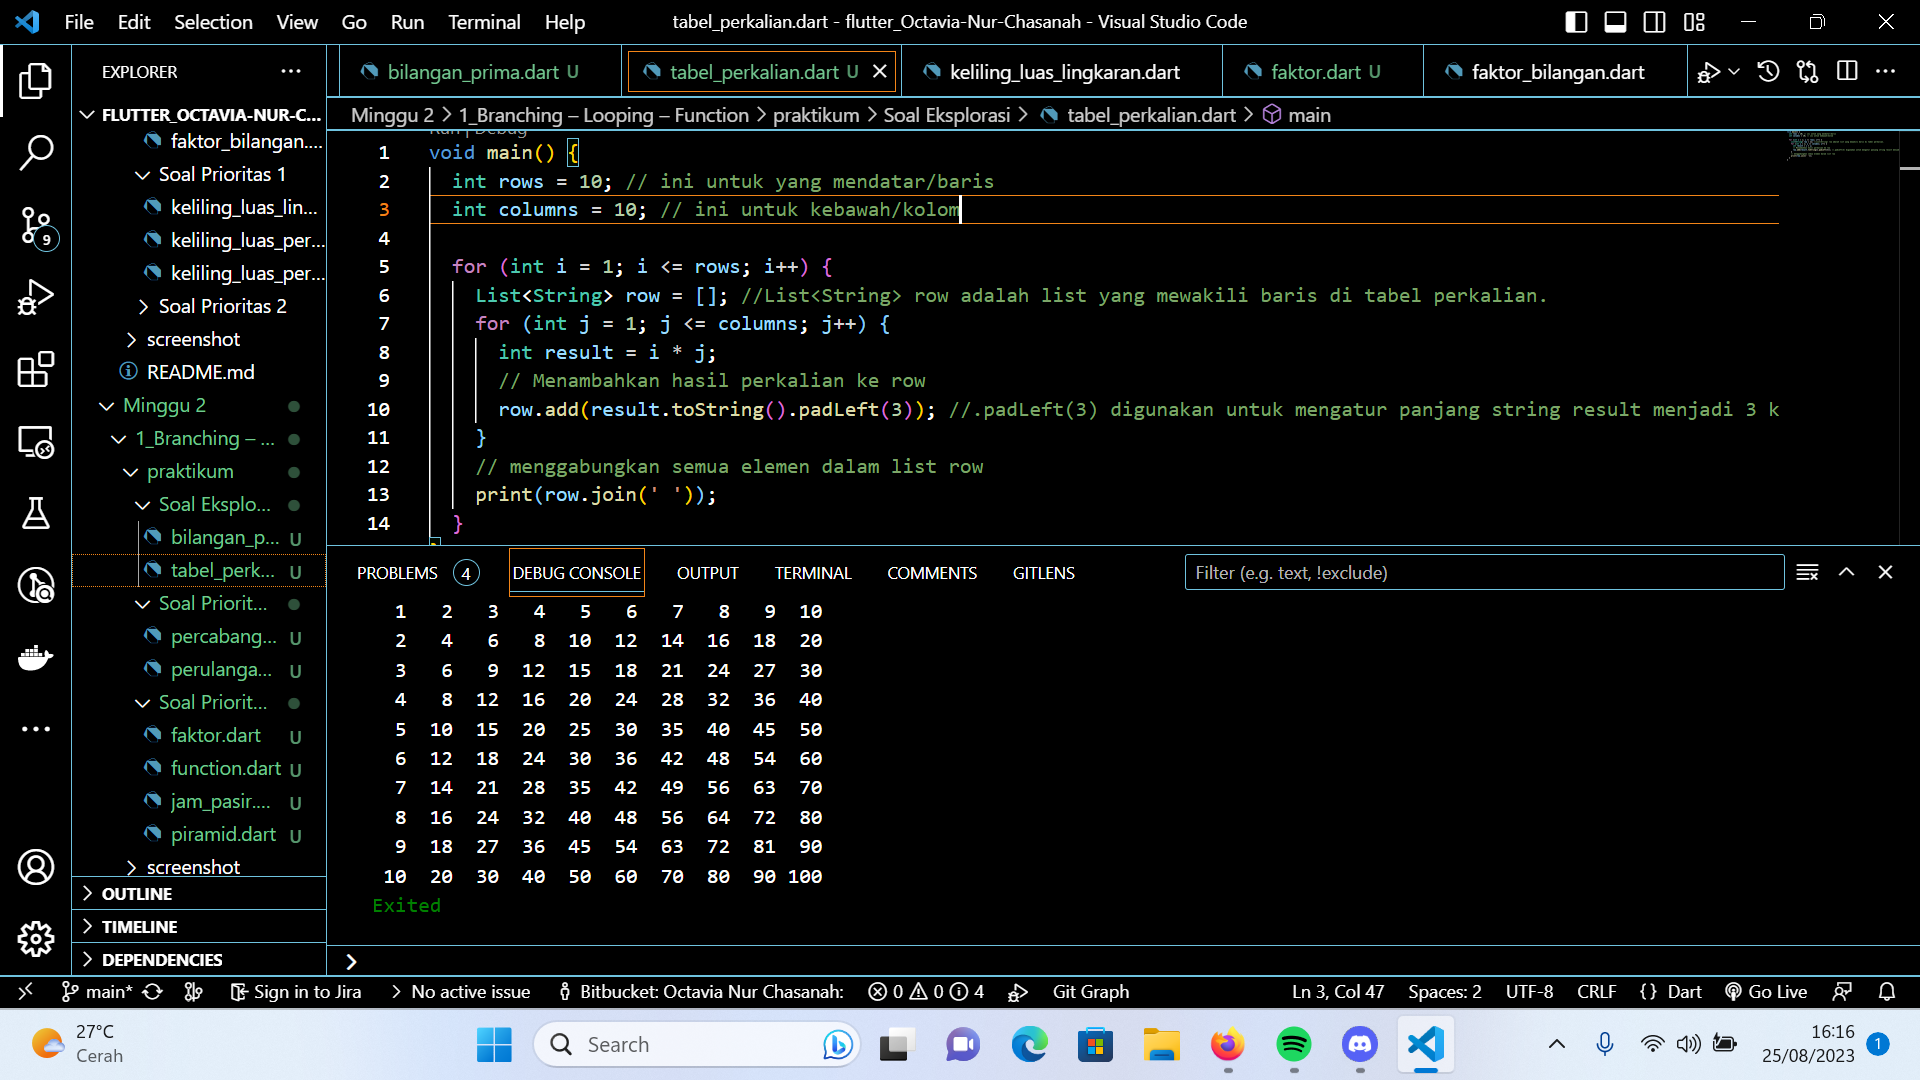 File Edit Selection View Go Run Terminal Help
tabel_perkalian.dart - flutter_Octavia-Nur-Chasanah - Visual Studio Code
EXPLORER
FLUTTER_OCTAVIA-NUR-C...
faktor_bilangan....
Soal Prioritas 1
keliling_luas_lin...
keliling_luas_per...
keliling_luas_per...
Soal Prioritas 2
screenshot
README.md
Minggu 2
1_Branching – ...
praktikum
Soal Eksplo...
bilangan_p... U
tabel_perk... U
Soal Priorit...
percabang... U
perulanga... U
Soal Priorit...
faktor.dart U
function.dart U
jam_pasir.... U
piramid.dart U
screenshot
OUTLINE
TIMELINE
DEPENDENCIES
9
bilangan_prima.dart U
tabel_perkalian.dart U
keliling_luas_lingkaran.dart
faktor.dart U
faktor_bilangan.dart
Minggu 2 > 1_Branching – Looping – Function > praktikum > Soal Eksplorasi > tabel_perkalian.dart > main
Run | Debug
1 void main() {
2 int rows = 10; // ini untuk yang mendatar/baris
3 int columns = 10; // ini untuk kebawah/kolom
4
5 for (int i = 1; i <= rows; i++) {
6 List<String> row = []; //List<String> row adalah list yang mewakili baris di tabel perkalian.
7 for (int j = 1; j <= columns; j++) {
8 int result = i * j;
9 // Menambahkan hasil perkalian ke row
10 row.add(result.toString().padLeft(3)); //.padLeft(3) digunakan untuk mengatur panjang string result menjadi 3 k
11 }
12 // menggabungkan semua elemen dalam list row
13 print(row.join(' '));
14 }
PROBLEMS 4 DEBUG CONSOLE OUTPUT TERMINAL COMMENTS GITLENS
Filter (e.g. text, !exclude)
1 2 3 4 5 6 7 8 9 10
2 4 6 8 10 12 14 16 18 20
3 6 9 12 15 18 21 24 27 30
4 8 12 16 20 24 28 32 36 40
5 10 15 20 25 30 35 40 45 50
6 12 18 24 30 36 42 48 54 60
7 14 21 28 35 42 49 56 63 70
8 16 24 32 40 48 56 64 72 80
9 18 27 36 45 54 63 72 81 90
10 20 30 40 50 60 70 80 90 100
Exited
main* Sign in to Jira No active issue Bitbucket: Octavia Nur Chasanah: 0 0 4 Git Graph Ln 3, Col 47 Spaces: 2 UTF-8 CRLF {} Dart Go Live
27°C
Cerah
Search
16:16
25/08/2023
1